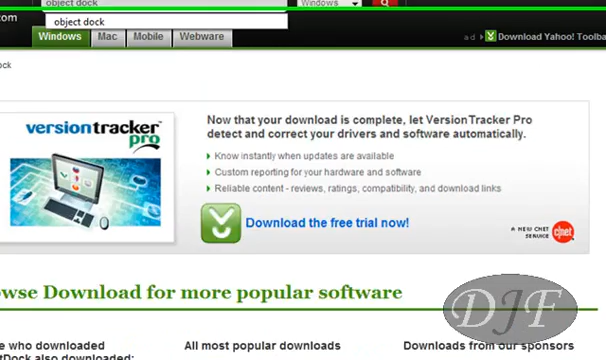 object dock
Windows
.com
object dock
Windows Mac Mobile Webware
ad Download Yahoo! Toolba
ock
versiontracker
pro
Now that your download is complete, let VersionTracker Pro
detect and correct your drivers and software automatically.
Know instantly when updates are available
Custom reporting for your hardware and software
Reliable content - reviews, ratings, compatibility, and download links
Download the free trial now!
A NEW CNET
SERVICE
c|net
owse Download for more popular software
DJF
e who downloaded
ctDock also downloaded:
All most popular downloads
Downloads from our sponsors